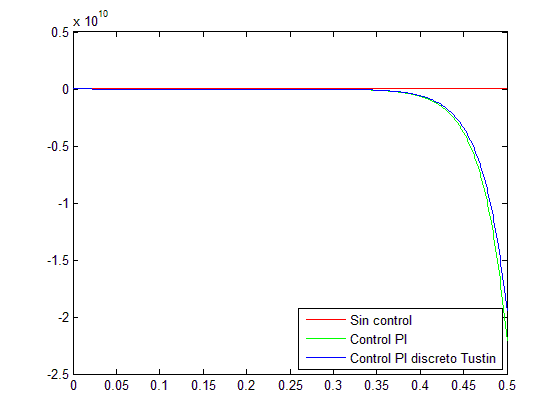 x 10^10
0.5
0
-0.5
-1
-1.5
-2
-2.5
0 0.05 0.1 0.15 0.2 0.25 0.3 0.35 0.4 0.45 0.5
Sin control
Control PI
Control PI discreto Tustin